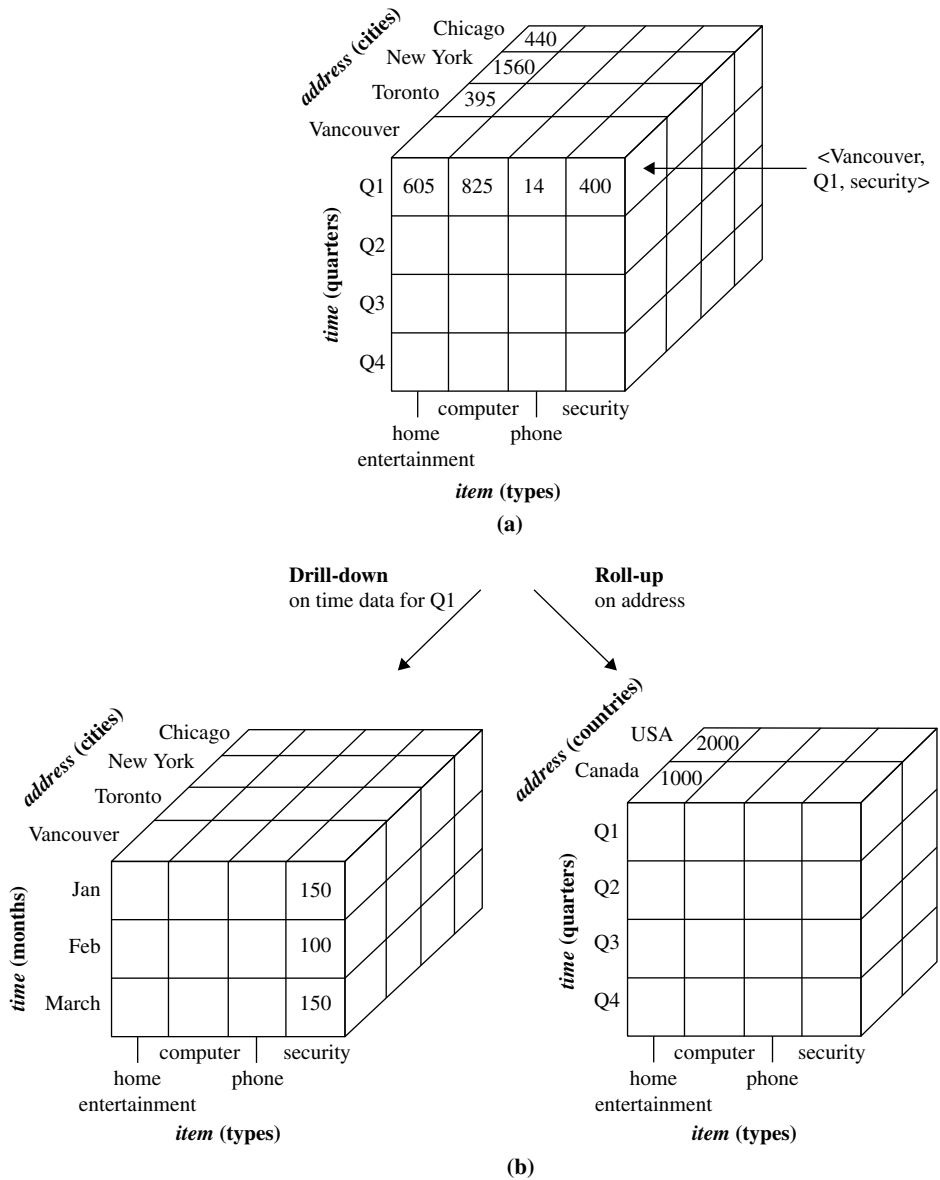 Chicago
440
New York
1560
address (cities)
Toronto
395
Vancouver
<Vancouver,
Q1, security>
Q1
605
825
14
400
Q2
Q3
Q4
time (quarters)
computer
security
home
entertainment
phone
item (types)
(a)
Drill-down
on time data for Q1
Roll-up
on address
address (cities)
Chicago
New York
Toronto
Vancouver
Jan
150
Feb
100
March
150
time (months)
computer
security
home
entertainment
phone
item (types)
address (countries)
USA
2000
Canada
1000
Q1
Q2
Q3
Q4
time (quarters)
computer
security
home
entertainment
phone
item (types)
(b)